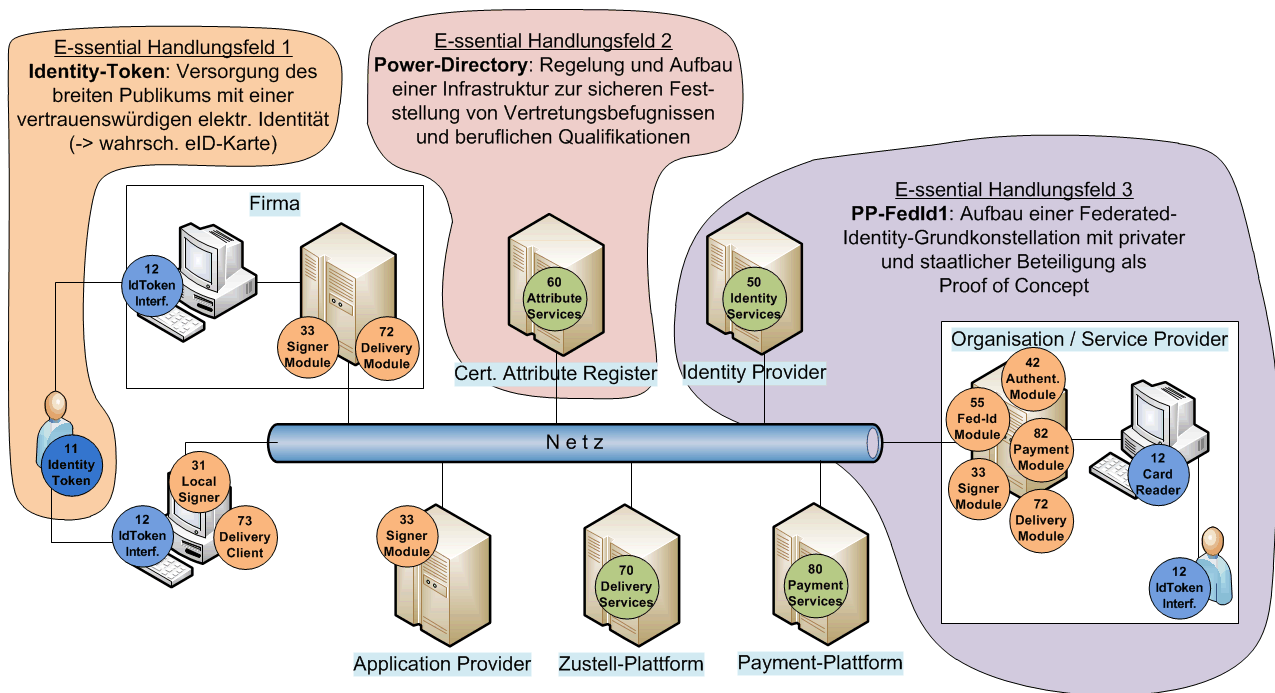 E-ssential Handlungsfeld 1
Identity-Token: Versorgung des
breiten Publikums mit einer
vertrauenswürdigen elektr. Identität
(-> wahrsch. eID-Karte)
E-ssential Handlungsfeld 2
Power-Directory: Regelung und Aufbau
einer Infrastruktur zur sicheren Fest-
stellung von Vertretungsbefugnissen
und beruflichen Qualifikationen
E-ssential Handlungsfeld 3
PP-FedId1: Aufbau einer Federated-
Identity-Grundkonstellation mit privater
und staatlicher Beteiligung als
Proof of Concept
Firma
12
IdToken
Interf.
33
Signer
Module
72
Delivery
Module
60
Attribute
Services
Cert. Attribute Register
50
Identity
Services
Identity Provider
Organisation / Service Provider
42
Authent.
Module
55
Fed-Id
Module
82
Payment
Module
33
Signer
Module
72
Delivery
Module
12
Card
Reader
12
IdToken
Interf.
Netz
11
Identity
Token
31
Local
Signer
12
IdToken
Interf.
73
Delivery
Client
33
Signer
Module
Application Provider
70
Delivery
Services
Zustell-Plattform
80
Payment
Services
Payment-Plattform